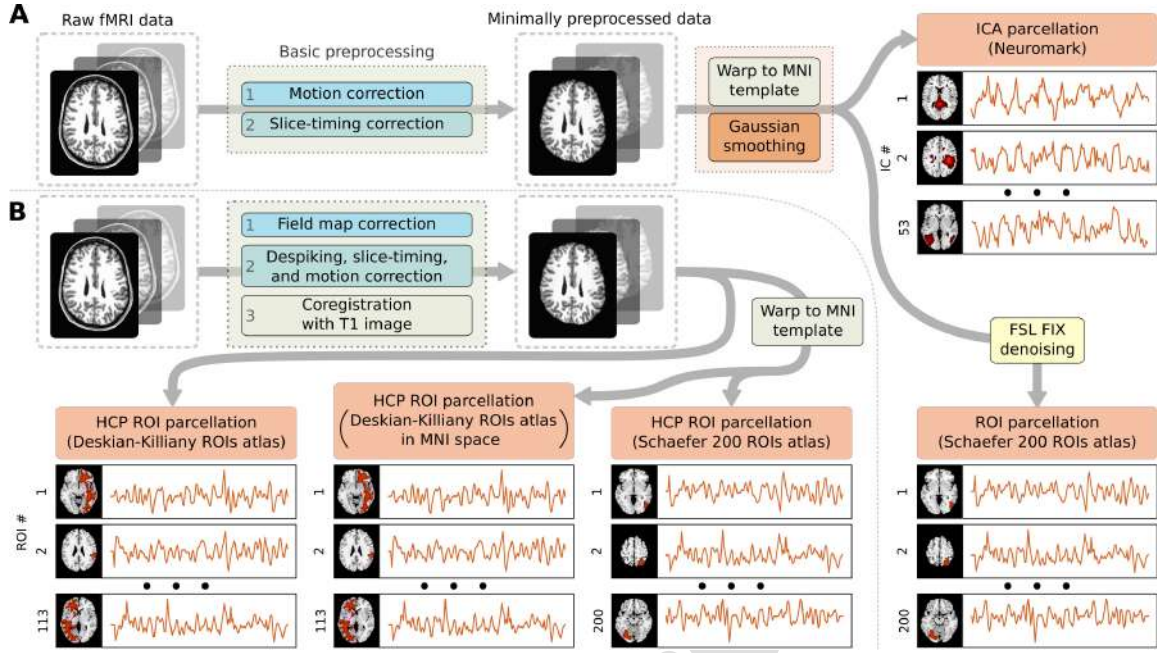 A
Raw fMRI data
Basic preprocessing
1 Motion correction
2 Slice-timing correction
Minimally preprocessed data
Warp to MNI
template
Gaussian
smoothing
ICA parcellation
(Neuromark)
IC #
1
2
53
B
1 Field map correction
2 Despiking, slice-timing,
and motion correction
3 Coregistration
with T1 image
Warp to MNI
template
FSL FIX
denoising
HCP ROI parcellation
(Deskian-Killiany ROIs atlas)
ROI #
1
2
113
HCP ROI parcellation
(Deskian-Killiany ROIs atlas
in MNI space)
1
2
113
HCP ROI parcellation
(Schaefer 200 ROIs atlas)
1
2
200
ROI parcellation
(Schaefer 200 ROIs atlas)
1
2
200